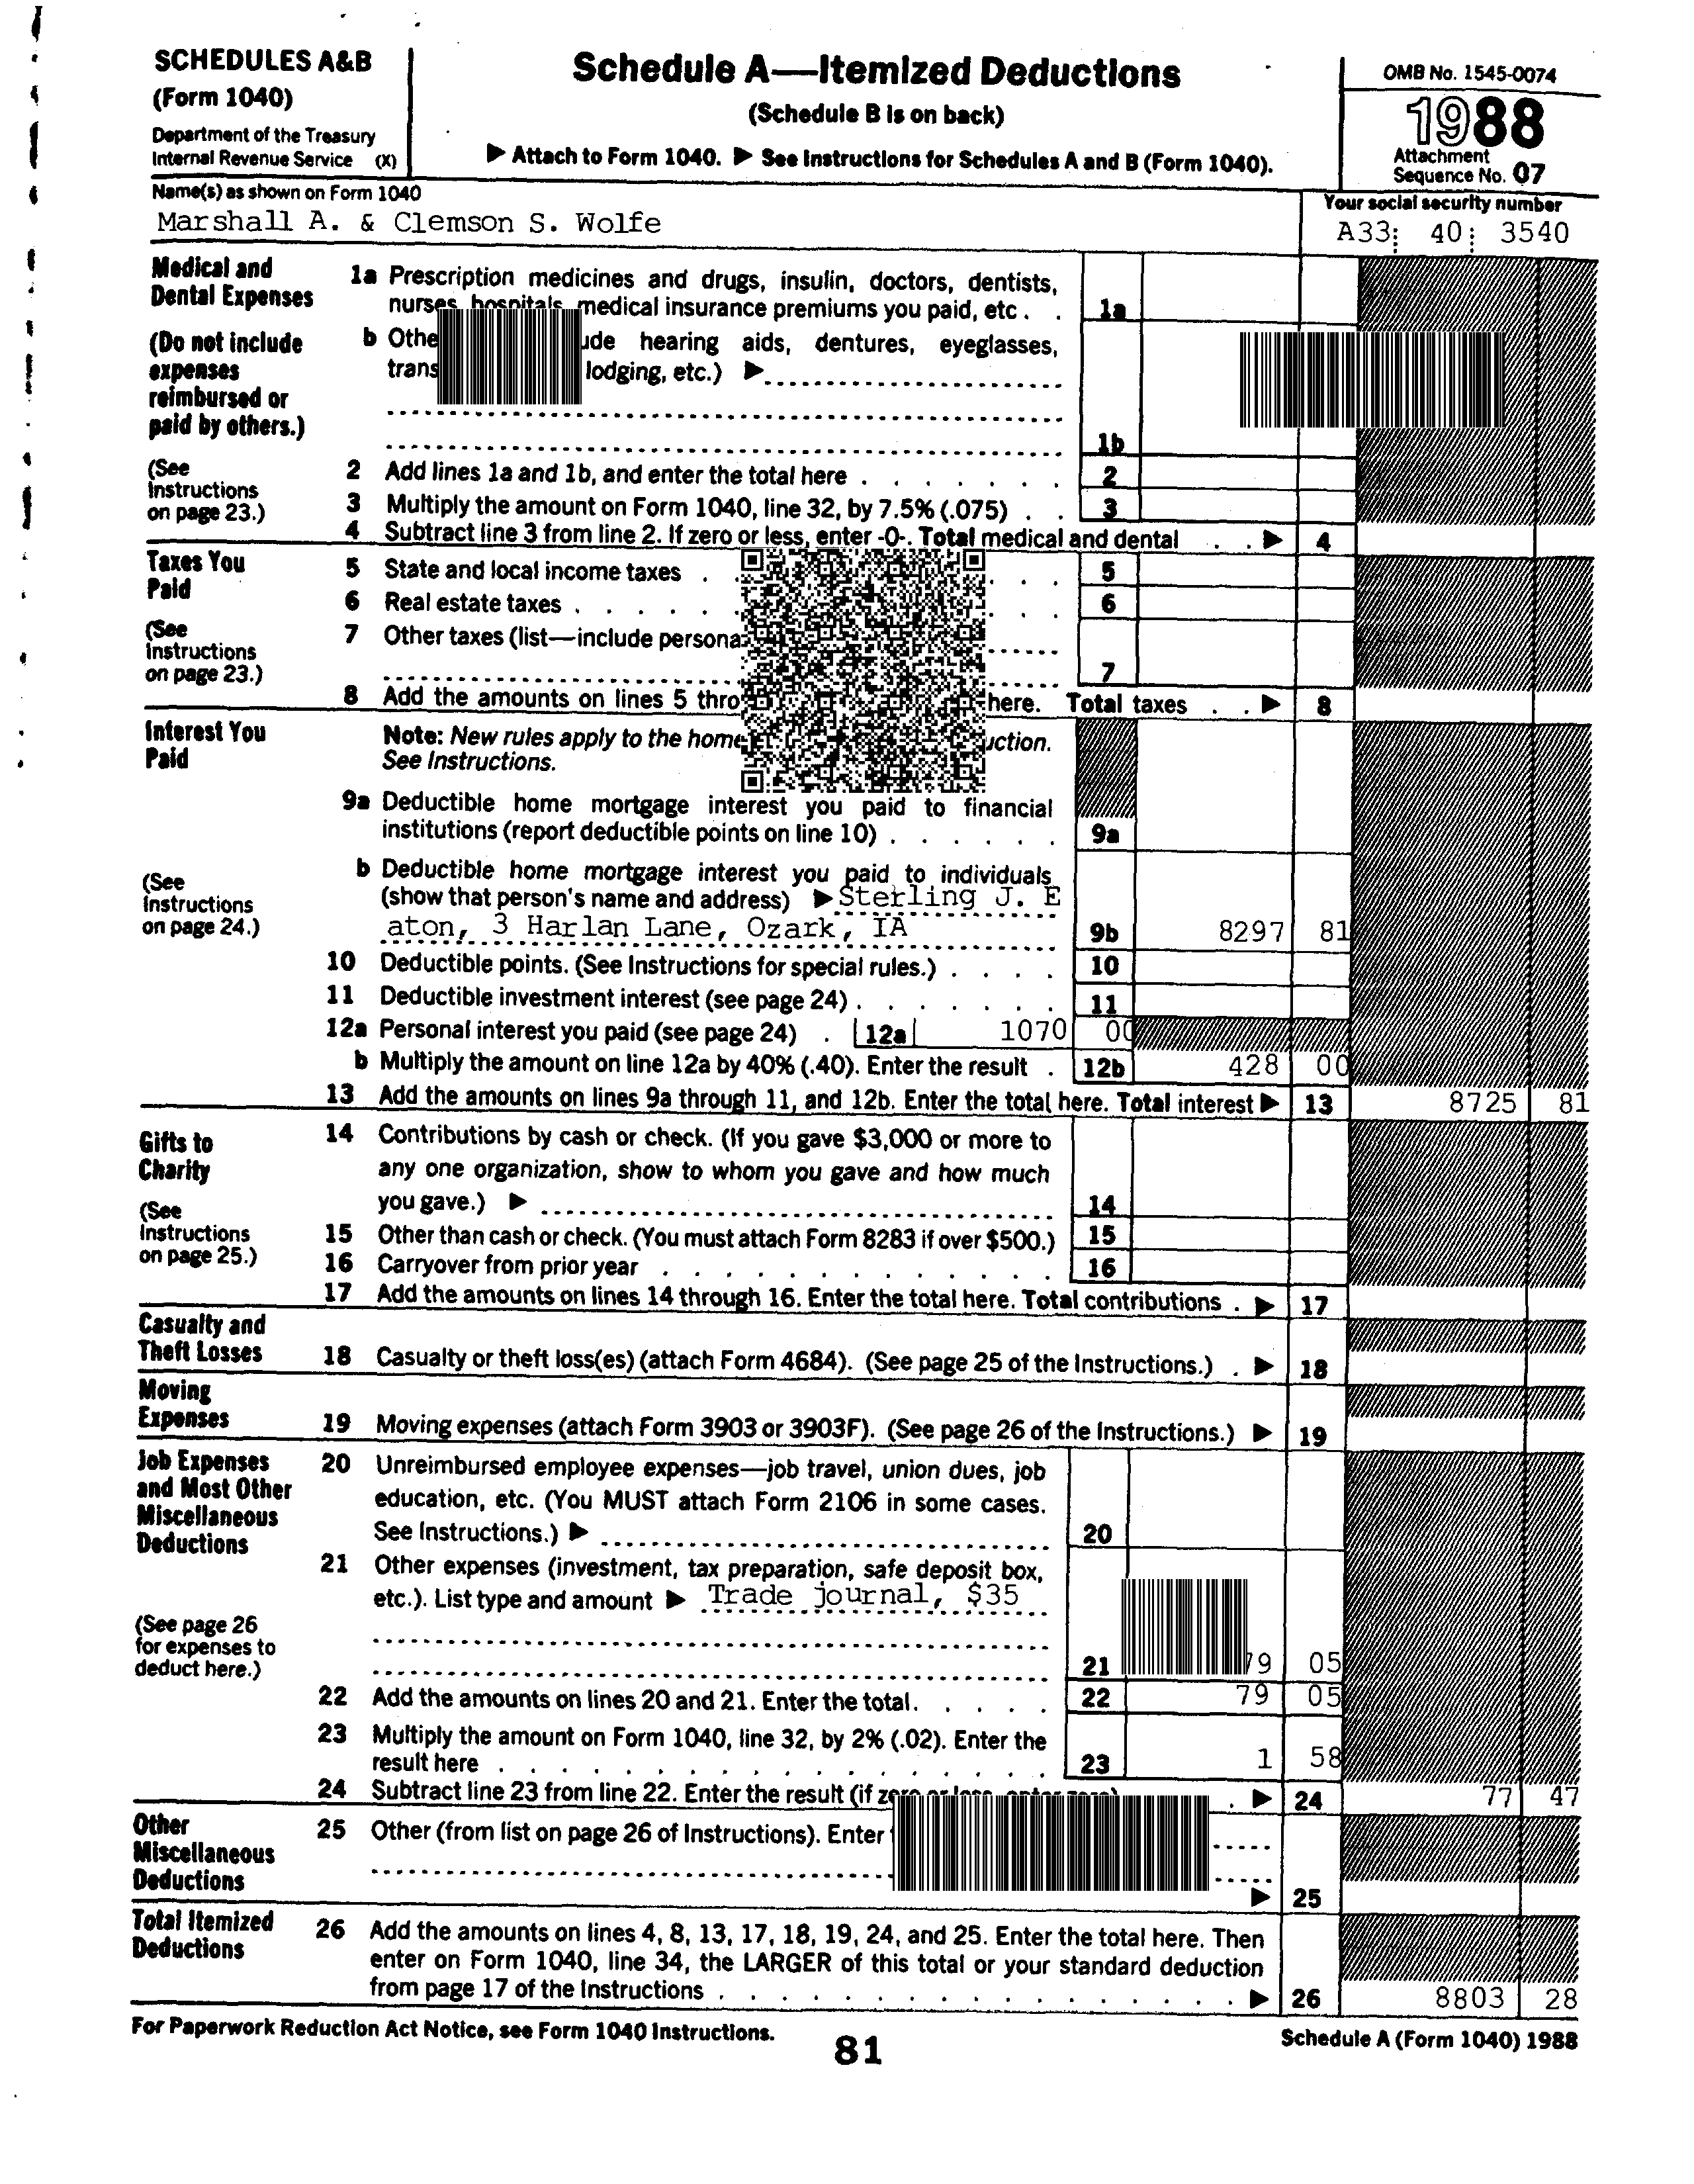 SCHEDULES A&B
(Form 1040)
Department of the Treasury
Internal Revenue Service (X)
Schedule A—Itemized Deductions
(Schedule B is on back)
▶ Attach to Form 1040. ▶ See Instructions for Schedules A and B (Form 1040).
OMB No. 1545-0074
1988
Attachment
Sequence No. 07
Name(s) as shown on Form 1040
Marshall A. & Clemson S. Wolfe
Your social security number
A33 40 3540
Medical and
Dental Expenses
(Do not include
expenses
reimbursed or
paid by others.)
(See
Instructions
on page 23.)
1a Prescription medicines and drugs, insulin, doctors, dentists,
nurses, hospitals, medical insurance premiums you paid, etc . . 1a
b hearing aids, dentures, eyeglasses,
lodging, etc.) ▶
1b
2 Add lines 1a and 1b, and enter the total here . . . . . . . 2
3 Multiply the amount on Form 1040, line 32, by 7.5% (.075) . . 3
4 Subtract line 3 from line 2. If zero or less, enter -0-. Total medical and dental . . ▶ 4
Taxes You
Paid
(See
Instructions
on page 23.)
5 State and local income taxes . . . . . 5
6 Real estate taxes . . . . . . . . . 6
7 Other taxes (list—include
7
8 Add the amounts on lines 5 here. Total taxes . . ▶ 8
Interest You
Paid
(See
Instructions
on page 24.)
Note: New rules apply to the home
See Instructions.
9a Deductible home mortgage interest you paid to financial
institutions (report deductible points on line 10) . . . . . . 9a
b Deductible home mortgage interest you paid to individuals
(show that person's name and address) ▶ Sterling J. E
aton, 3 Harlan Lane, Ozark, IA 9b 8297 81
10 Deductible points. (See Instructions for special rules.) . . . . 10
11 Deductible investment interest (see page 24) . . . . . . . 11
12a Personal interest you paid (see page 24) . 12a 1070 00
b Multiply the amount on line 12a by 40% (.40). Enter the result . 12b 428 00
13 Add the amounts on lines 9a through 11, and 12b. Enter the total here. Total interest ▶ 13 8725 81
Gifts to
Charity
(See
Instructions
on page 25.)
14 Contributions by cash or check. (If you gave $3,000 or more to
any one organization, show to whom you gave and how much
you gave.) ▶ 14
15 Other than cash or check. (You must attach Form 8283 if over $500.) 15
16 Carryover from prior year . . . . . . . . . . . . . 16
17 Add the amounts on lines 14 through 16. Enter the total here. Total contributions . ▶ 17
Casualty and
Theft Losses
18 Casualty or theft loss(es) (attach Form 4684). (See page 25 of the Instructions.) . ▶ 18
Moving
Expenses
19 Moving expenses (attach Form 3903 or 3903F). (See page 26 of the Instructions.) ▶ 19
Job Expenses
and Most Other
Miscellaneous
Deductions
(See page 26
for expenses to
deduct here.)
20 Unreimbursed employee expenses—job travel, union dues, job
education, etc. (You MUST attach Form 2106 in some cases.
See Instructions.) ▶ 20
21 Other expenses (investment, tax preparation, safe deposit box,
etc.). List type and amount ▶ Trade journal, $35
21 79 05
22 Add the amounts on lines 20 and 21. Enter the total. . . . . 22 79 05
23 Multiply the amount on Form 1040, line 32, by 2% (.02). Enter the
result here . . . . . . . . . . . . . . . . . 23 1 58
24 Subtract line 23 from line 22. Enter the result (if zero or less, enter zero) . ▶ 24 77 47
Other
Miscellaneous
Deductions
25 Other (from list on page 26 of Instructions). Enter
▶ 25
Total Itemized
Deductions
26 Add the amounts on lines 4, 8, 13, 17, 18, 19, 24, and 25. Enter the total here. Then
enter on Form 1040, line 34, the LARGER of this total or your standard deduction
from page 17 of the Instructions . . . . . . . . . . . . . . . . ▶ 26 8803 28
For Paperwork Reduction Act Notice, see Form 1040 Instructions.
81
Schedule A (Form 1040) 1988